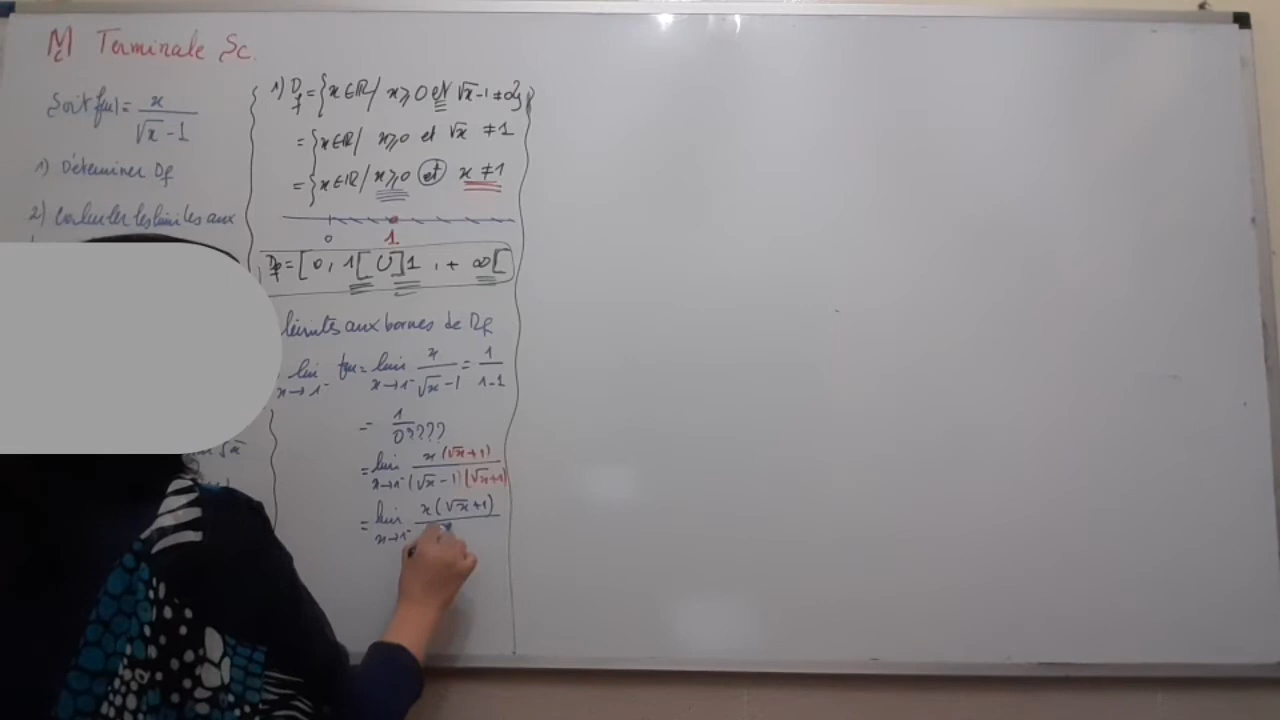 M Terminale Sc.
Soit f(x) = x / (√x - 1)
1) Déterminer Df
2) Calculer les limites aux
1) Df = {x ∈ ℝ / x ⩾ 0 et √x - 1 ≠ 0}
= {x ∈ ℝ / x ⩾ 0 et √x ≠ 1
= {x ∈ ℝ / x ⩾ 0 et x ≠ 1
0 1
Df = [0, 1[ ∪ ]1, +∞[
limites aux bornes de Df
lim x→1⁻ f(x) = lim x→1⁻ x / (√x - 1) = 1 / (1-1)
= 1 / 0 ????
= lim x→1⁻ x(√x+1) / (√x - 1)(√x+1)
= lim x→1⁻ x(√x+1)
√x